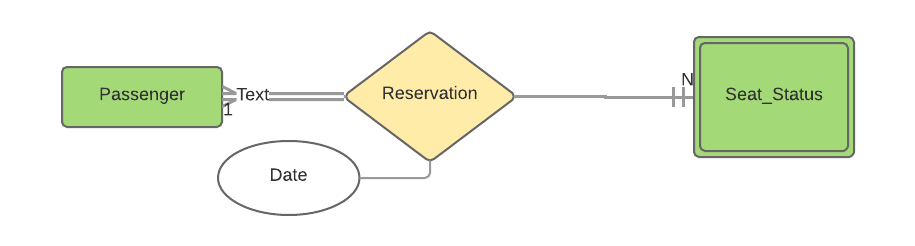 N
Passenger
Text
Reservation
Seat_Status
1
Date